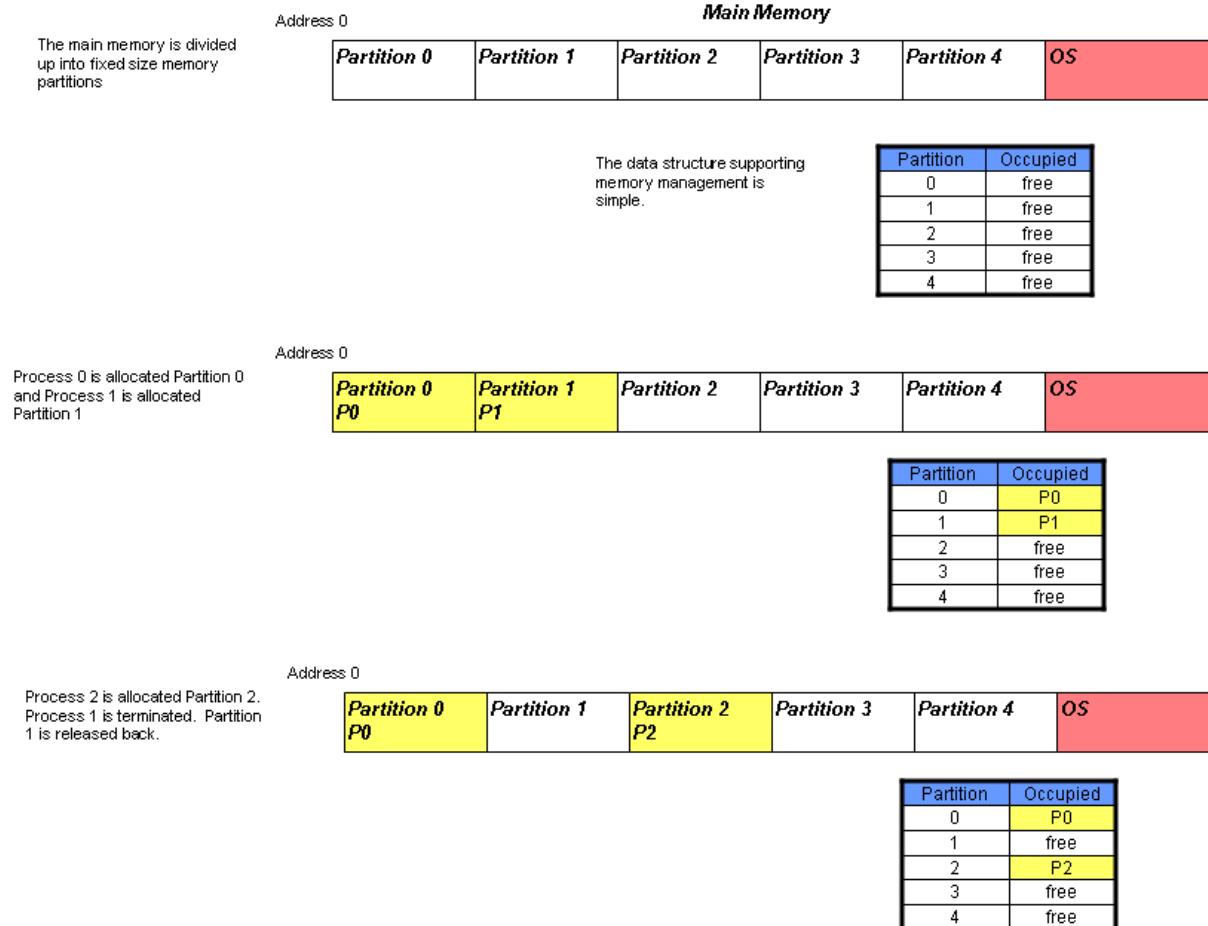 Main Memory
Address 0
The main memory is divided
up into fixed size memory
partitions
Partition 0 Partition 1 Partition 2 Partition 3 Partition 4 OS
The data structure supporting
memory management is
simple.
Partition Occupied
0 free
1 free
2 free
3 free
4 free
Address 0
Process 0 is allocated Partition 0
and Process 1 is allocated
Partition 1
Partition 0 Partition 1 Partition 2 Partition 3 Partition 4 OS
P0 P1
Partition Occupied
0 P0
1 P1
2 free
3 free
4 free
Address 0
Process 2 is allocated Partition 2.
Process 1 is terminated. Partition
1 is released back.
Partition 0 Partition 1 Partition 2 Partition 3 Partition 4 OS
P0 P2
Partition Occupied
0 P0
1 free
2 P2
3 free
4 free